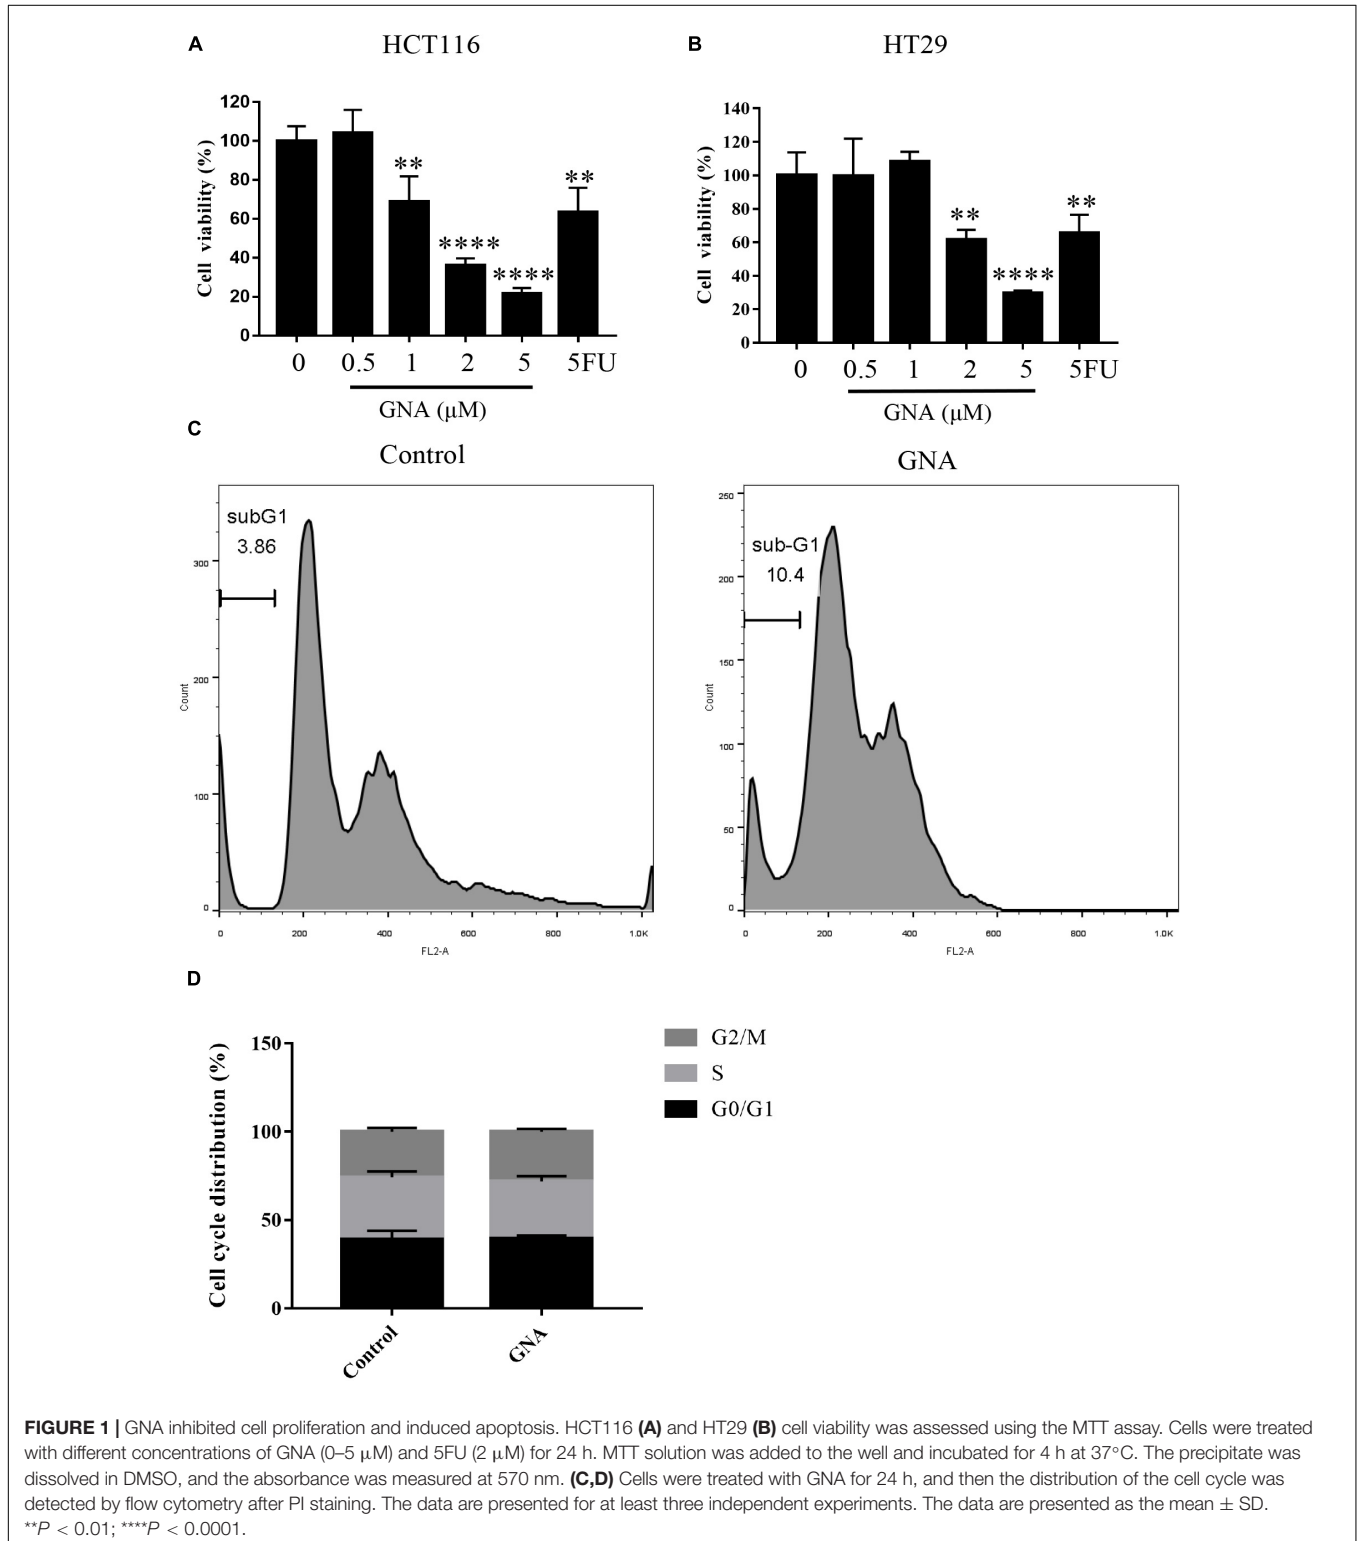 A
HCT116
Cell viability (%)
120
100
80
60
40
20
0
**
****
****
**
0 0.5 1 2 5 5FU
GNA (μM)
B
HT29
Cell viability (%)
140
120
100
80
60
40
20
0
**
****
**
0 0.5 1 2 5 5FU
GNA (μM)
C
Control
subG1
3.86
Count
300
200
100
0
0 200 400 600 800 1.0K
FL2-A
GNA
sub-G1
10.4
Count
250
200
150
100
50
0
0 200 400 600 800 1.0K
FL2-A
D
Cell cycle distribution (%)
150
100
50
0
Control
GNA
G2/M
S
G0/G1
FIGURE 1 | GNA inhibited cell proliferation and induced apoptosis. HCT116 (A) and HT29 (B) cell viability was assessed using the MTT assay. Cells were treated
with different concentrations of GNA (0–5 μM) and 5FU (2 μM) for 24 h. MTT solution was added to the well and incubated for 4 h at 37°C. The precipitate was
dissolved in DMSO, and the absorbance was measured at 570 nm. (C,D) Cells were treated with GNA for 24 h, and then the distribution of the cell cycle was
detected by flow cytometry after PI staining. The data are presented for at least three independent experiments. The data are presented as the mean ± SD.
**P < 0.01; ****P < 0.0001.